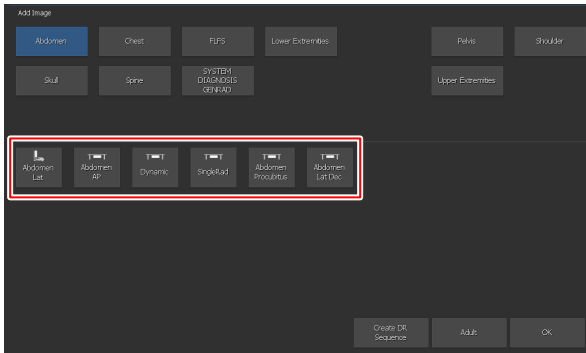 Add Image
Abdomen
Chest
FLFS
Lower Extremities
Pelvis
Shoulder
Skull
Spine
SYSTEM
DIAGNOSIS
GENRAD
Upper Extremities
Abdomen
Lat
Abdomen
AP
Dynamic
SingleRad
Abdomen
Procubitus
Abdomen
Lat Dec
Create DR
Sequence
Adult
OK